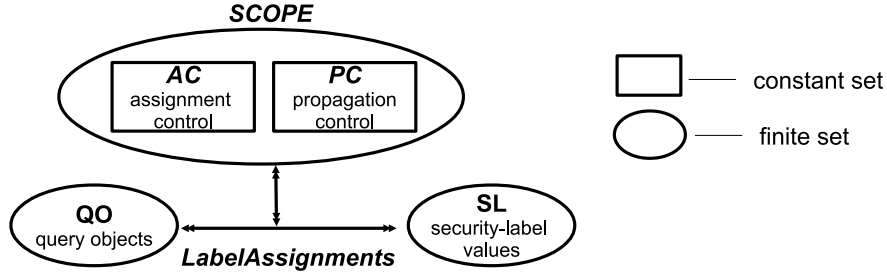 SCOPE
AC
assignment
control
PC
propagation
control
constant set
finite set
QO
query objects
LabelAssignments
SL
security-label
values